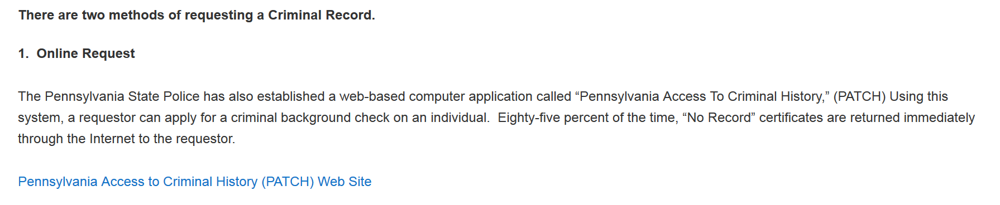 There are two methods of requesting a Criminal Record.
1.  Online Request
The Pennsylvania State Police has also established a web-based computer application called “Pennsylvania Access To Criminal History,” (PATCH) Using this
system, a requestor can apply for a criminal background check on an individual.  Eighty-five percent of the time, “No Record” certificates are returned immediately
through the Internet to the requestor.
Pennsylvania Access to Criminal History (PATCH) Web Site